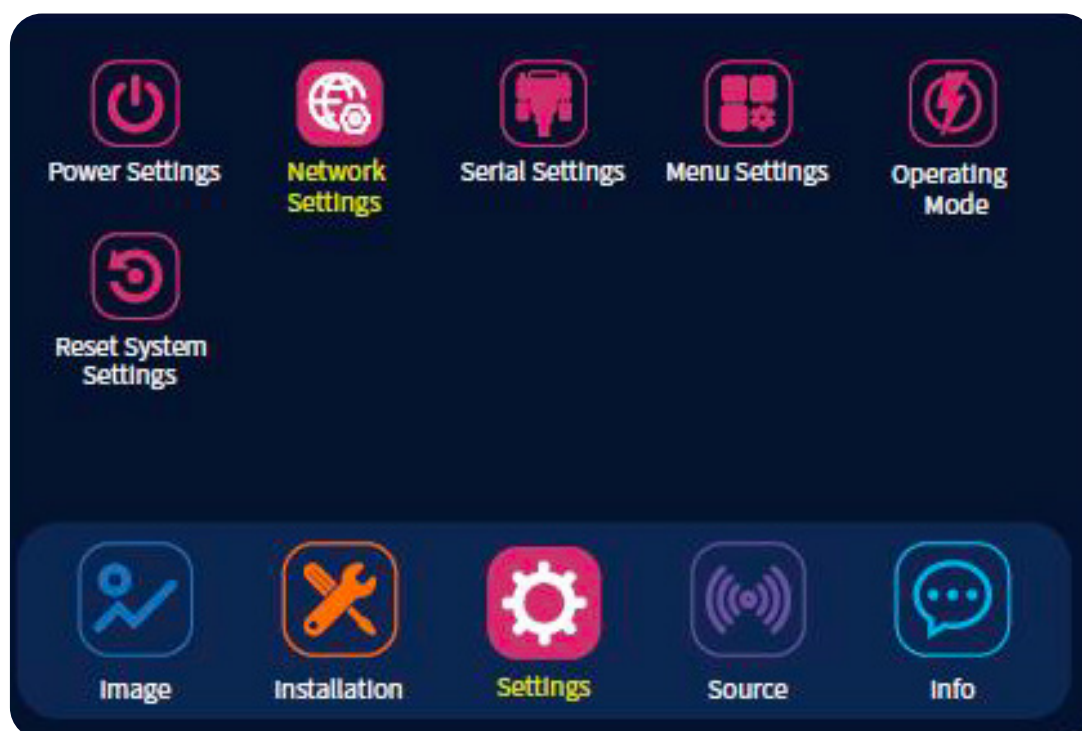 Power Settings
Network
Settings
Serial Settings
Menu Settings
Operating
Mode
Reset System
Settings
Image
Installation
Settings
Source
Info